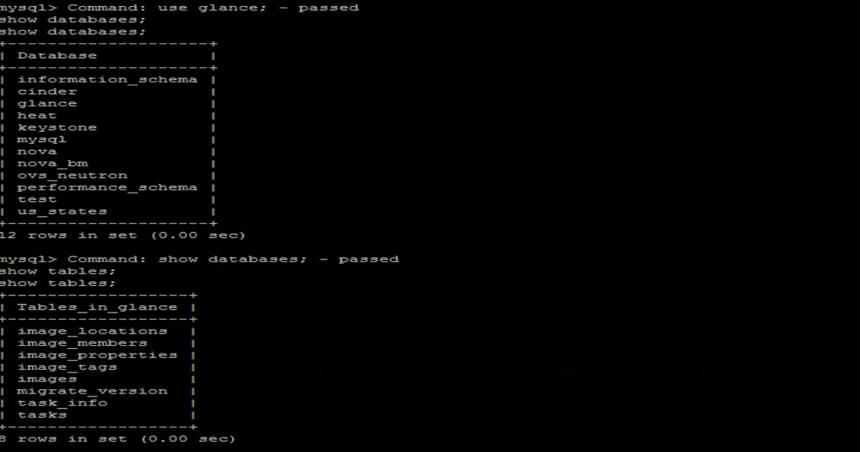 mysql> Command: use glance; - passed
show databases;
show databases;
+--------------------+
| Database           |
+--------------------+
| information_schema |
| cinder             |
| glance             |
| heat               |
| keystone           |
| mysql              |
| nova               |
| nova_bm            |
| ovs_neutron        |
| performance_schema |
| test               |
| us_states          |
+--------------------+
12 rows in set (0.00 sec)
mysql> Command: show databases; - passed
show tables;
show tables;
+------------------+
| Tables_in_glance |
+------------------+
| image_locations  |
| image_members    |
| image_properties |
| image_tags       |
| images           |
| migrate_version  |
| task_info        |
| tasks            |
+------------------+
8 rows in set (0.00 sec)